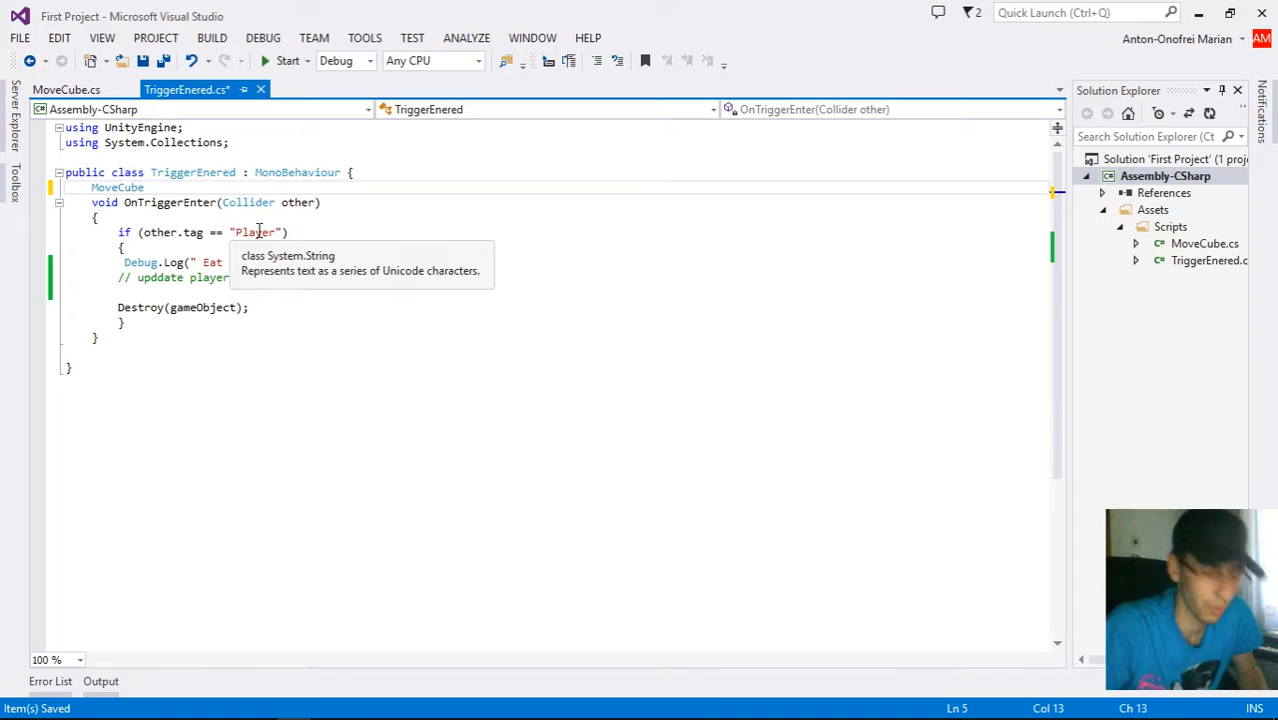 First Project - Microsoft Visual Studio
2
Quick Launch (Ctrl+Q)
FILE EDIT VIEW PROJECT BUILD DEBUG TEAM TOOLS TEST ANALYZE WINDOW HELP
Anton-Onofrei Marian
AM
Start Debug Any CPU
Server Explorer
Toolbox
MoveCube.cs
TriggerEnered.cs*
Assembly-CSharp
TriggerEnered
OnTriggerEnter(Collider other)
using UnityEngine;
using System.Collections;
public class TriggerEnered : MonoBehaviour {
MoveCube
void OnTriggerEnter(Collider other)
{
if (other.tag == "Player")
{
class System.String
Represents text as a series of Unicode characters.
Debug.Log(" Eat
// upddate player
Destroy(gameObject);
}
}
}
Solution Explorer
Search Solution Explorer (Ct
Solution 'First Project' (1 proj
Assembly-CSharp
References
Assets
Scripts
MoveCube.cs
TriggerEnered.c
Notifications
100 %
Error List Output
Item(s) Saved
Ln 5
Col 13
Ch 13
INS